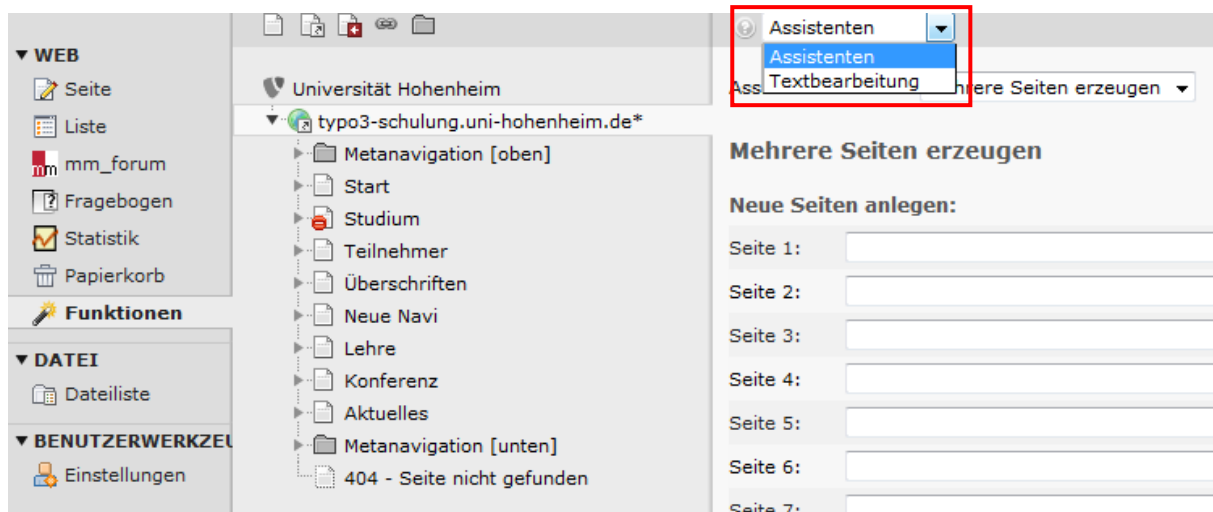 WEB
Seite
Liste
mm_forum
Fragebogen
Statistik
Papierkorb
Funktionen
DATEI
Dateiliste
BENUTZERWERKZEU
Einstellungen
Universität Hohenheim
typo3-schulung.uni-hohenheim.de*
Metanavigation [oben]
Start
Studium
Teilnehmer
Überschriften
Neue Navi
Lehre
Konferenz
Aktuelles
Metanavigation [unten]
404 - Seite nicht gefunden
Assistenten
Assistenten
Textbearbeitung
Seiten erzeugen
Mehrere Seiten erzeugen
Neue Seiten anlegen:
Seite 1:
Seite 2:
Seite 3:
Seite 4:
Seite 5:
Seite 6:
Seite 7: